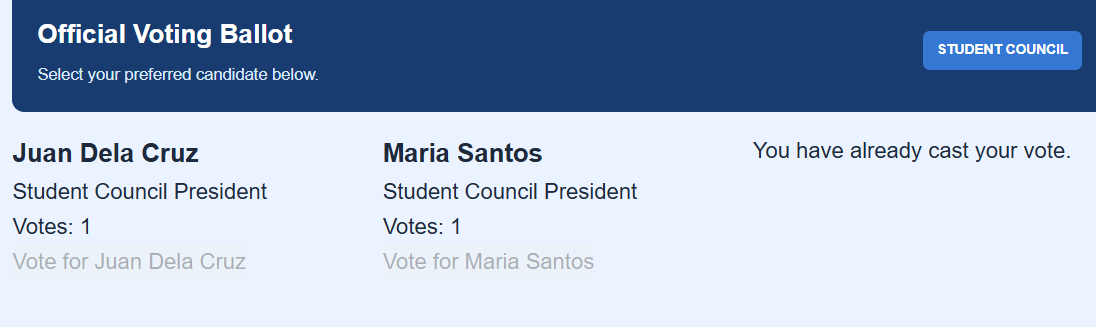 Official Voting Ballot
Select your preferred candidate below.
STUDENT COUNCIL
Juan Dela Cruz
Student Council President
Votes: 1
Vote for Juan Dela Cruz
Maria Santos
Student Council President
Votes: 1
Vote for Maria Santos
You have already cast your vote.